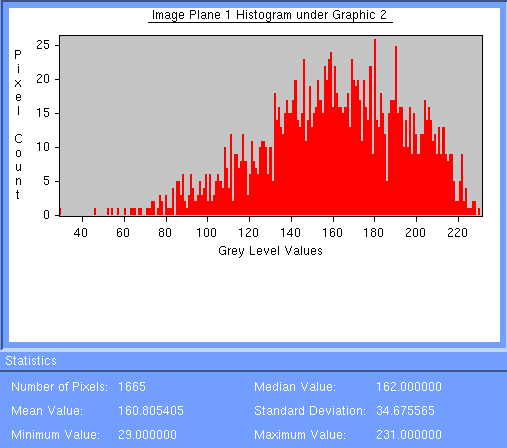 Image Plane 1 Histogram under Graphic 2
25
20
15
10
5
0
Pixel Count
40 60 80 100 120 140 160 180 200 220
Grey Level Values
Statistics
Number of Pixels: 1665 Median Value: 162.000000
Mean Value: 160.805405 Standard Deviation: 34.675565
Minimum Value: 29.000000 Maximum Value: 231.000000